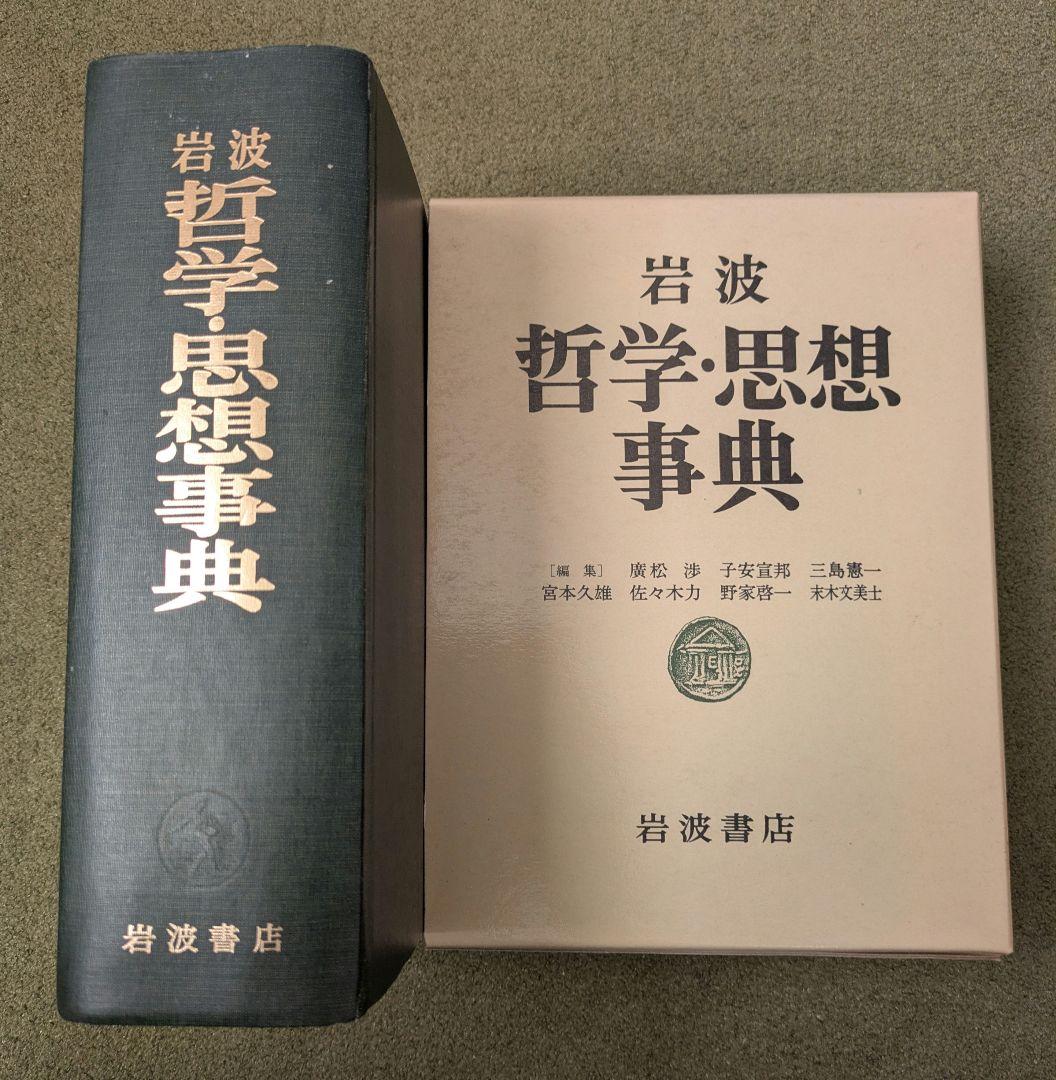 岩波
哲学・思想事典
岩波書店
岩波
哲学・思想
事典
[編集] 廣松 渉 子安宣邦 三島憲一
宮本久雄 佐々木力 野家啓一 末木文美士
岩波書店